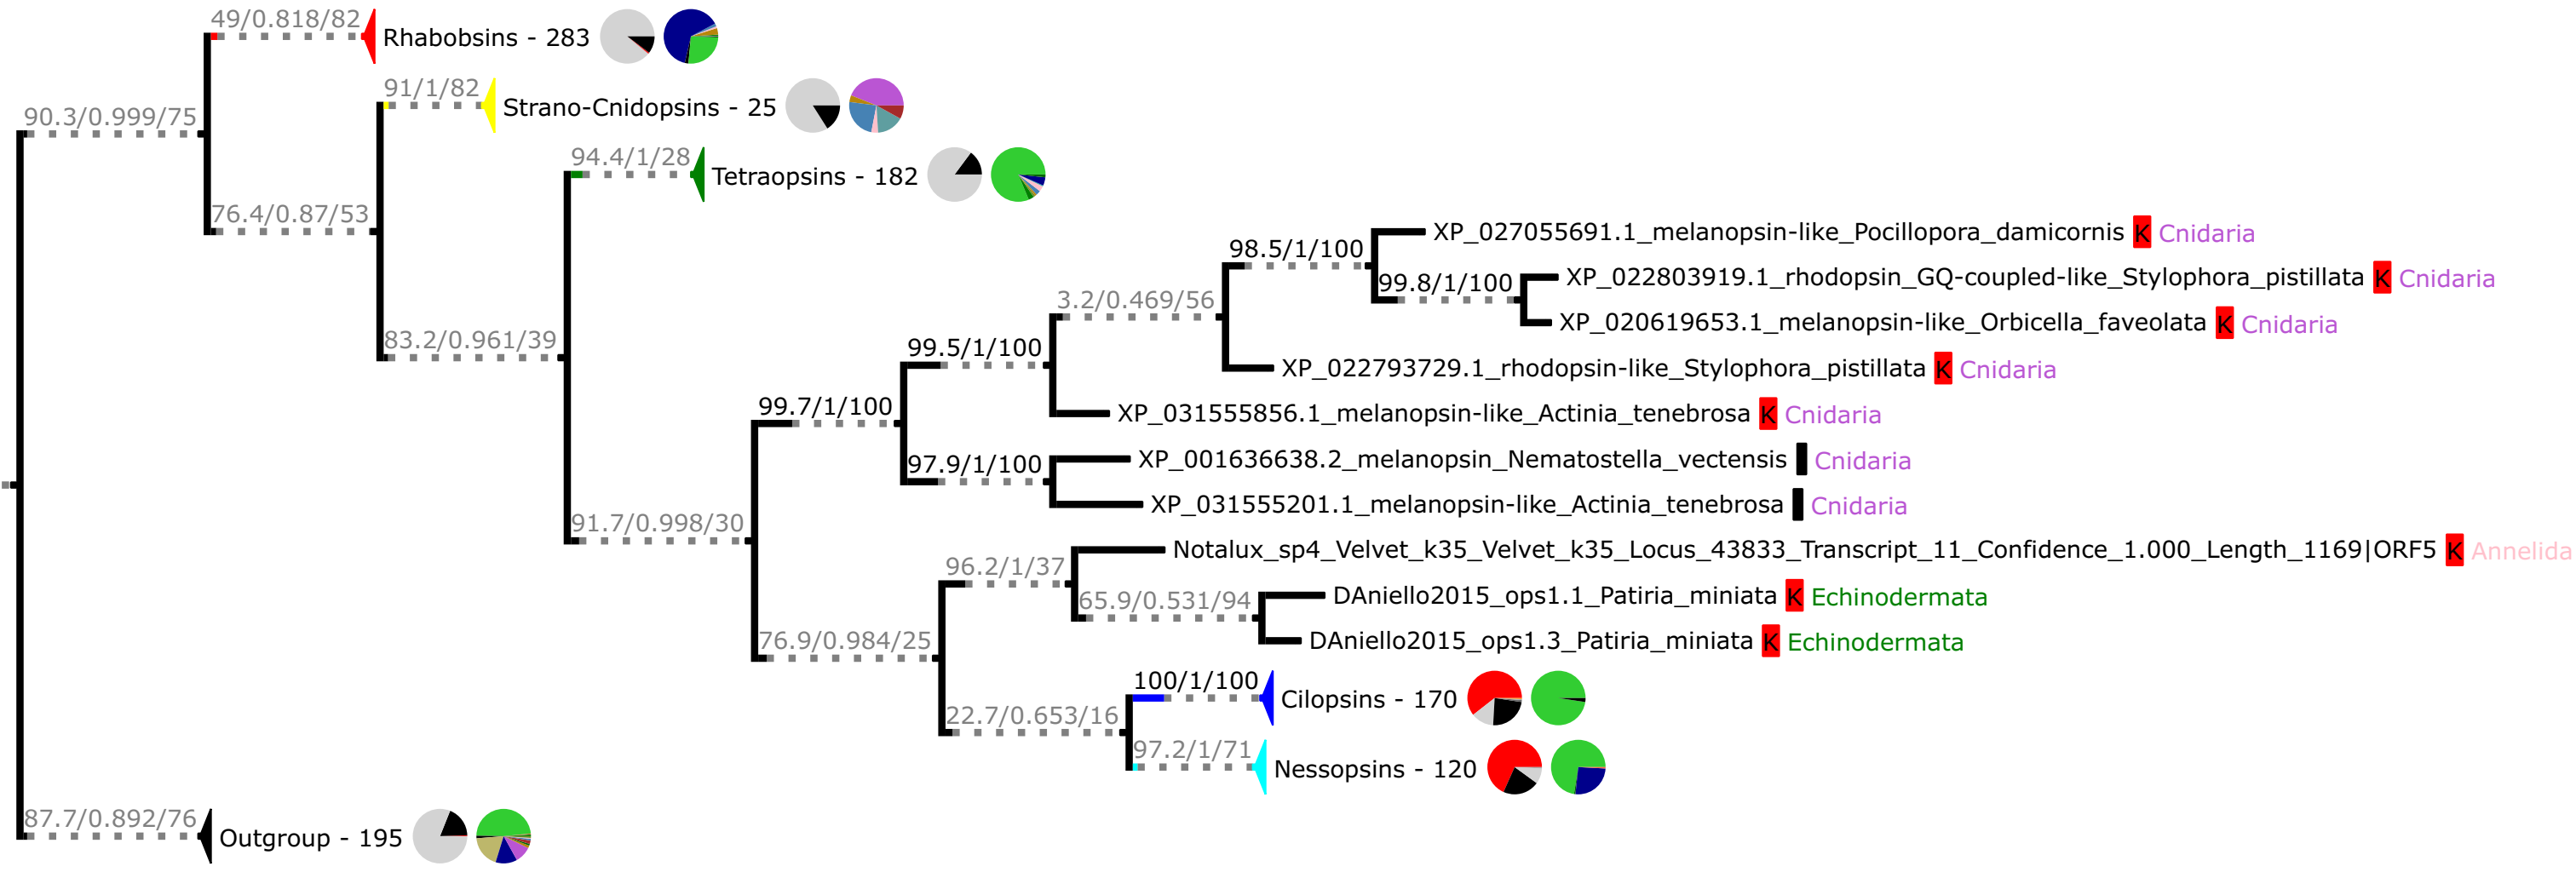 49/0.818/82
Rhabobsins - 283
91/1/82
Strano-Cnidopsins - 25
90.3/0.999/75
94.4/1/28
Tetraopsins - 182
76.4/0.87/53
XP_027055691.1_melanopsin-like_Pocillopora_damicornis K Cnidaria
98.5/1/100
XP_022803919.1_rhodopsin_GQ-coupled-like_Stylophora_pistillata K Cnidaria
99.8/1/100
3.2/0.469/56
XP_020619653.1_melanopsin-like_Orbicella_faveolata K Cnidaria
83.2/0.961/39
99.5/1/100
XP_022793729.1_rhodopsin-like_Stylophora_pistillata K Cnidaria
99.7/1/100
XP_031555856.1_melanopsin-like_Actinia_tenebrosa K Cnidaria
97.9/1/100
XP_001636638.2_melanopsin_Nematostella_vectensis Cnidaria
XP_031555201.1_melanopsin-like_Actinia_tenebrosa Cnidaria
91.7/0.998/30
Notalux_sp4_Velvet_k35_Velvet_k35_Locus_43833_Transcript_11_Confidence_1.000_Length_1169|ORF5 K Annelida
96.2/1/37
65.9/0.531/94
DAniello2015_ops1.1_Patiria_miniata K Echinodermata
76.9/0.984/25
DAniello2015_ops1.3_Patiria_miniata K Echinodermata
100/1/100
Cilopsins - 170
22.7/0.653/16
97.2/1/71
Nessopsins - 120
87.7/0.892/76
Outgroup - 195